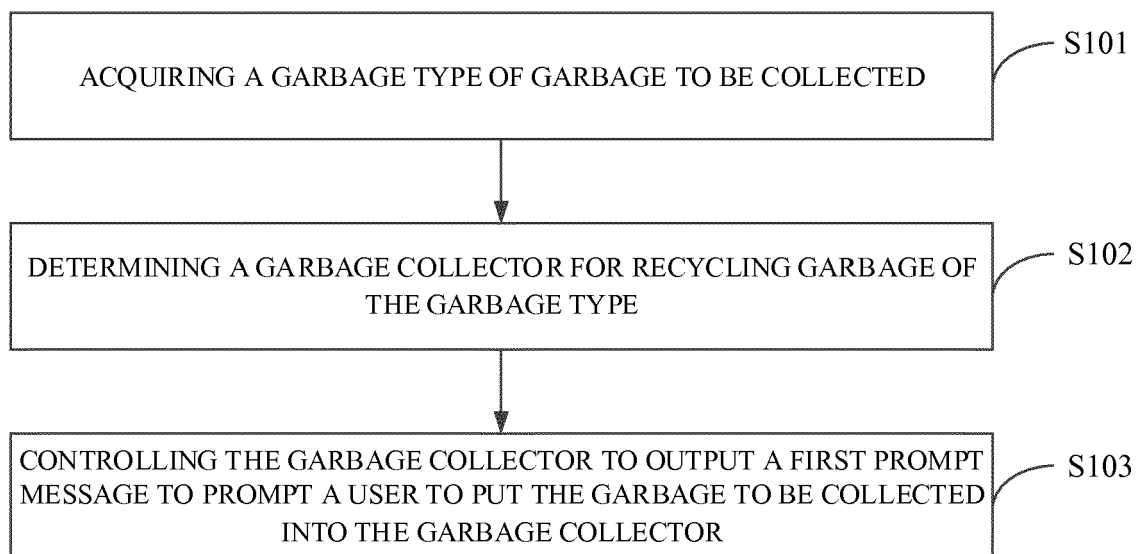 ACQUIRING A GARBAGE TYPE OF GARBAGE TO BE COLLECTED
S101
DETERMINING A GARBAGE COLLECTOR FOR RECYCLING GARBAGE OF
THE GARBAGE TYPE
S102
CONTROLLING THE GARBAGE COLLECTOR TO OUTPUT A FIRST PROMPT
MESSAGE TO PROMPT A USER TO PUT THE GARBAGE TO BE COLLECTED
INTO THE GARBAGE COLLECTOR
S103